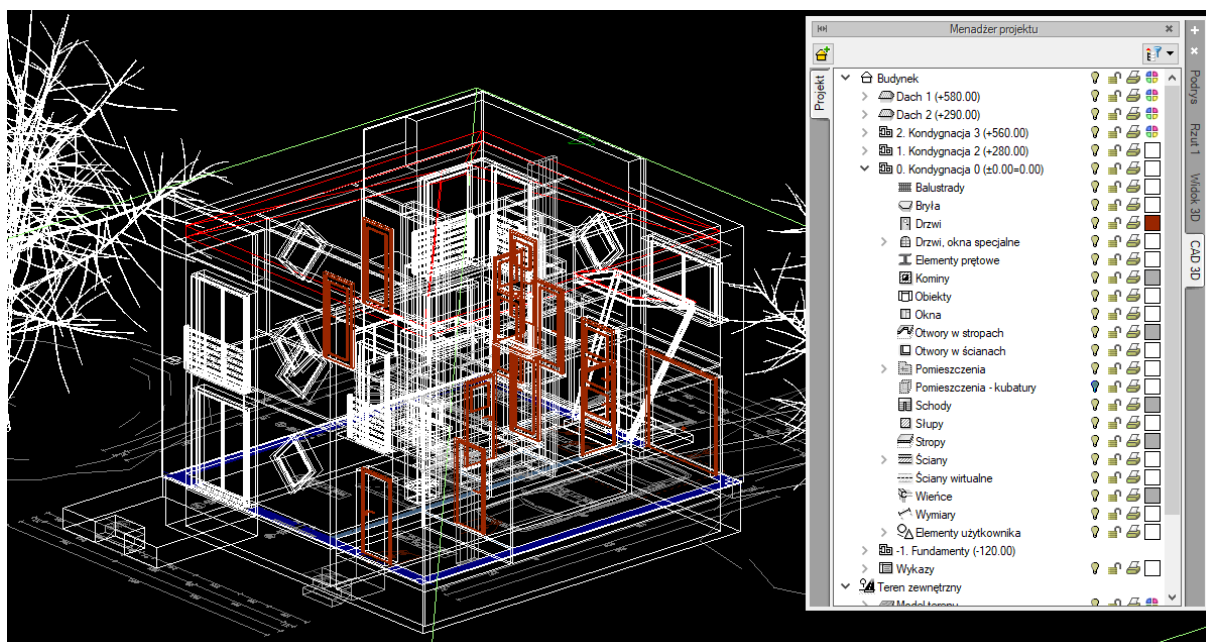 Menadżer projektu
Projekt
Budynek
Dach 1 (+580.00)
Dach 2 (+290.00)
2. Kondygnacja 3 (+560.00)
1. Kondygnacja 2 (+280.00)
0. Kondygnacja 0 (±0.00=0.00)
Balustrady
Bryła
Drzwi
Drzwi, okna specjalne
Elementy prętowe
Kominy
Obiekty
Okna
Otwory w stropach
Otwory w ścianach
Pomieszczenia
Pomieszczenia - kubatury
Schody
Słupy
Stropy
Ściany
Ściany wirtualne
Wieńce
Wymiary
Elementy użytkownika
-1. Fundamenty (-120.00)
Wykazy
Teren zewnętrzny
Model terenu
Podrys
Rzut 1
Widok 3D
CAD 3D